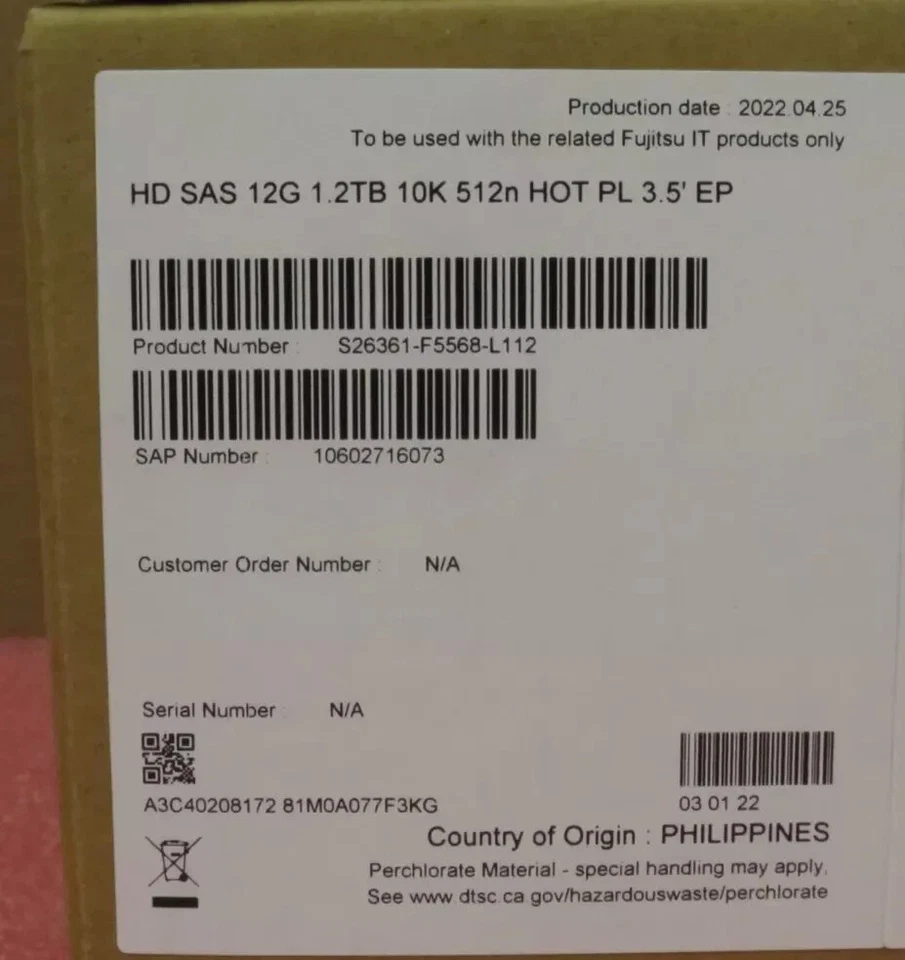 Production date : 2022.04.25
To be used with the related Fujitsu IT products only
HD SAS 12G 1.2TB 10K 512n HOT PL 3.5' EP
Product Number : S26361-F5568-L112
SAP Number : 10602716073
Customer Order Number : N/A
Serial Number : N/A
A3C40208172 81M0A077F3KG
03 01 22
Country of Origin : PHILIPPINES
Perchlorate Material - special handling may apply,
See www.dtsc.ca.gov/hazardouswaste/perchlorate